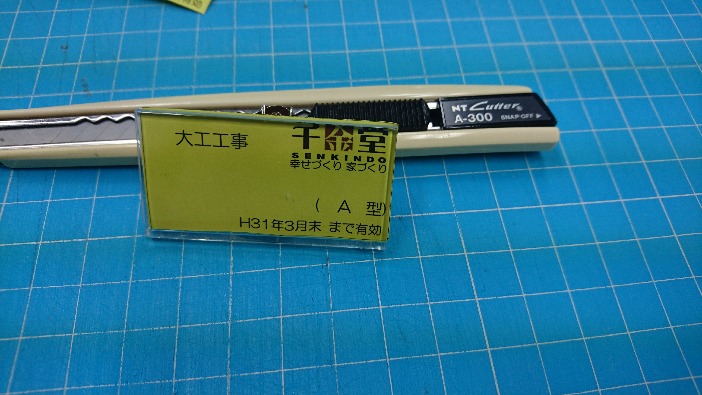 大工工事
千金堂
SENKINDO
幸せづくり 家づくり
( A 型)
H31年3月末 まで有効
NT Cutter®
A-300 SNAP-OFF ▶